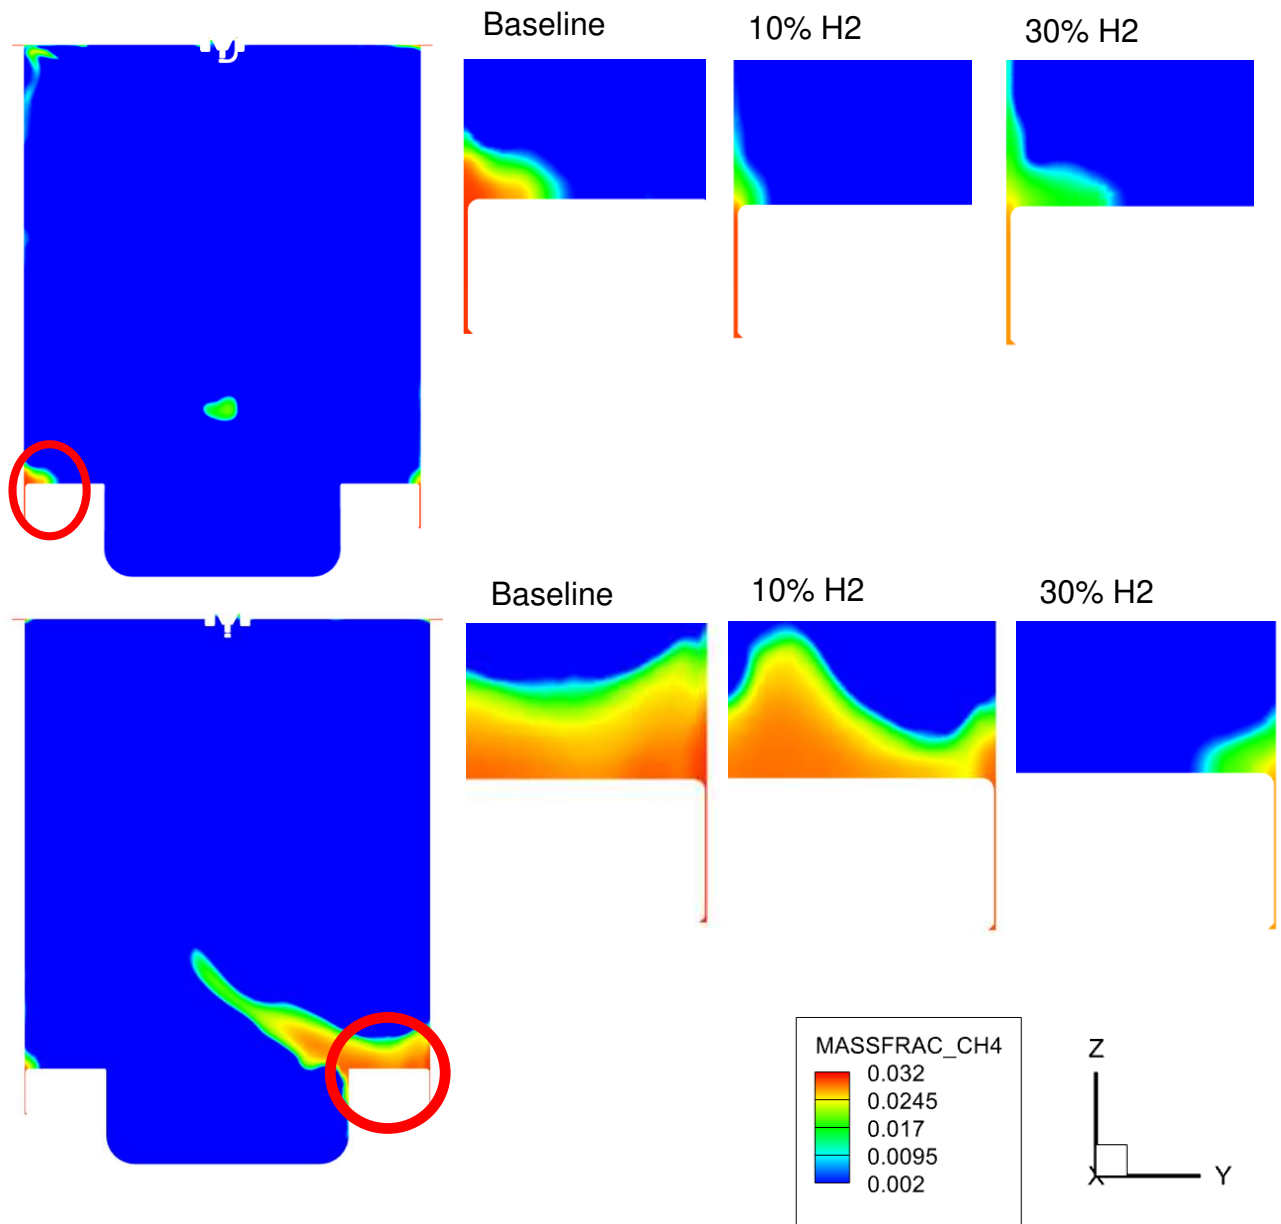 Baseline
10% H2
30% H2
Baseline
10% H2
30% H2
MASSFRAC_CH4
0.032
0.0245
0.017
0.0095
0.002
Z
X
Y